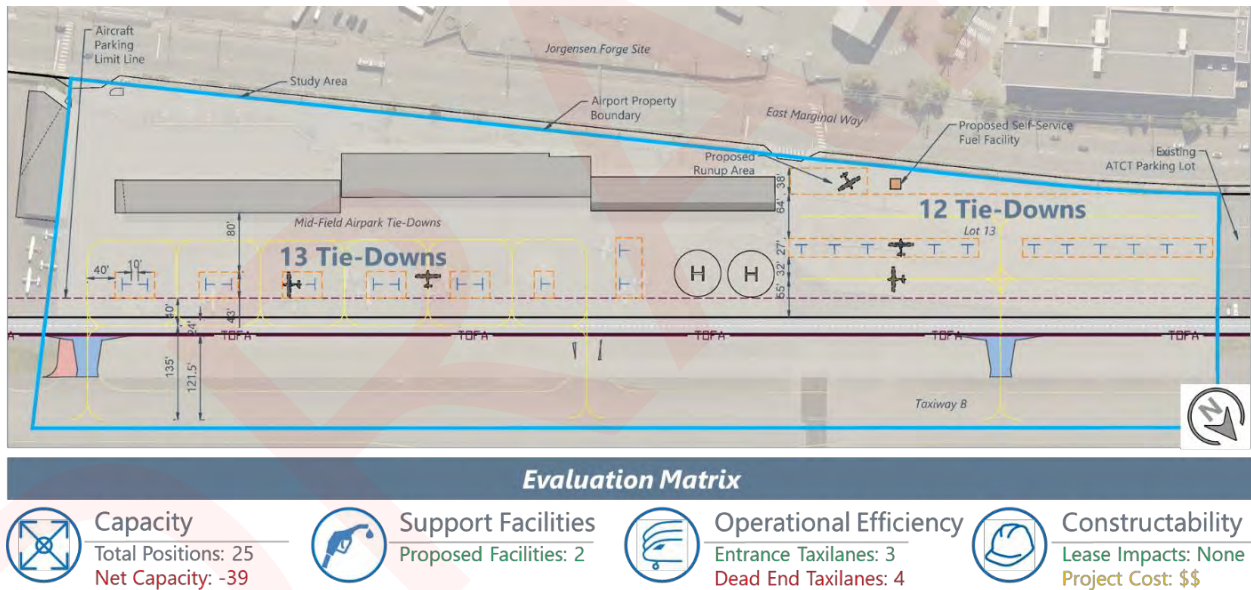 Aircraft
Parking
Limit Line
Jorgensen Forge Site
Study Area
Airport Property
Boundary
East Marginal Way
Proposed Self-Service
Fuel Facility
Existing
ATCT Parking Lot
Proposed
Runup Area
38'
64'
12 Tie-Downs
Lot 13
Mid-Field Airpark Tie-Downs
80'
13 Tie-Downs
27'
32'
55'
40'
10'
H
H
40'
43'
24'
TOFA
TOFA
TOFA
TOFA
TOFA
135'
121.5'
Taxiway B
N
Evaluation Matrix
Capacity
Total Positions: 25
Net Capacity: -39
Support Facilities
Proposed Facilities: 2
Operational Efficiency
Entrance Taxilanes: 3
Dead End Taxilanes: 4
Constructability
Lease Impacts: None
Project Cost: $$